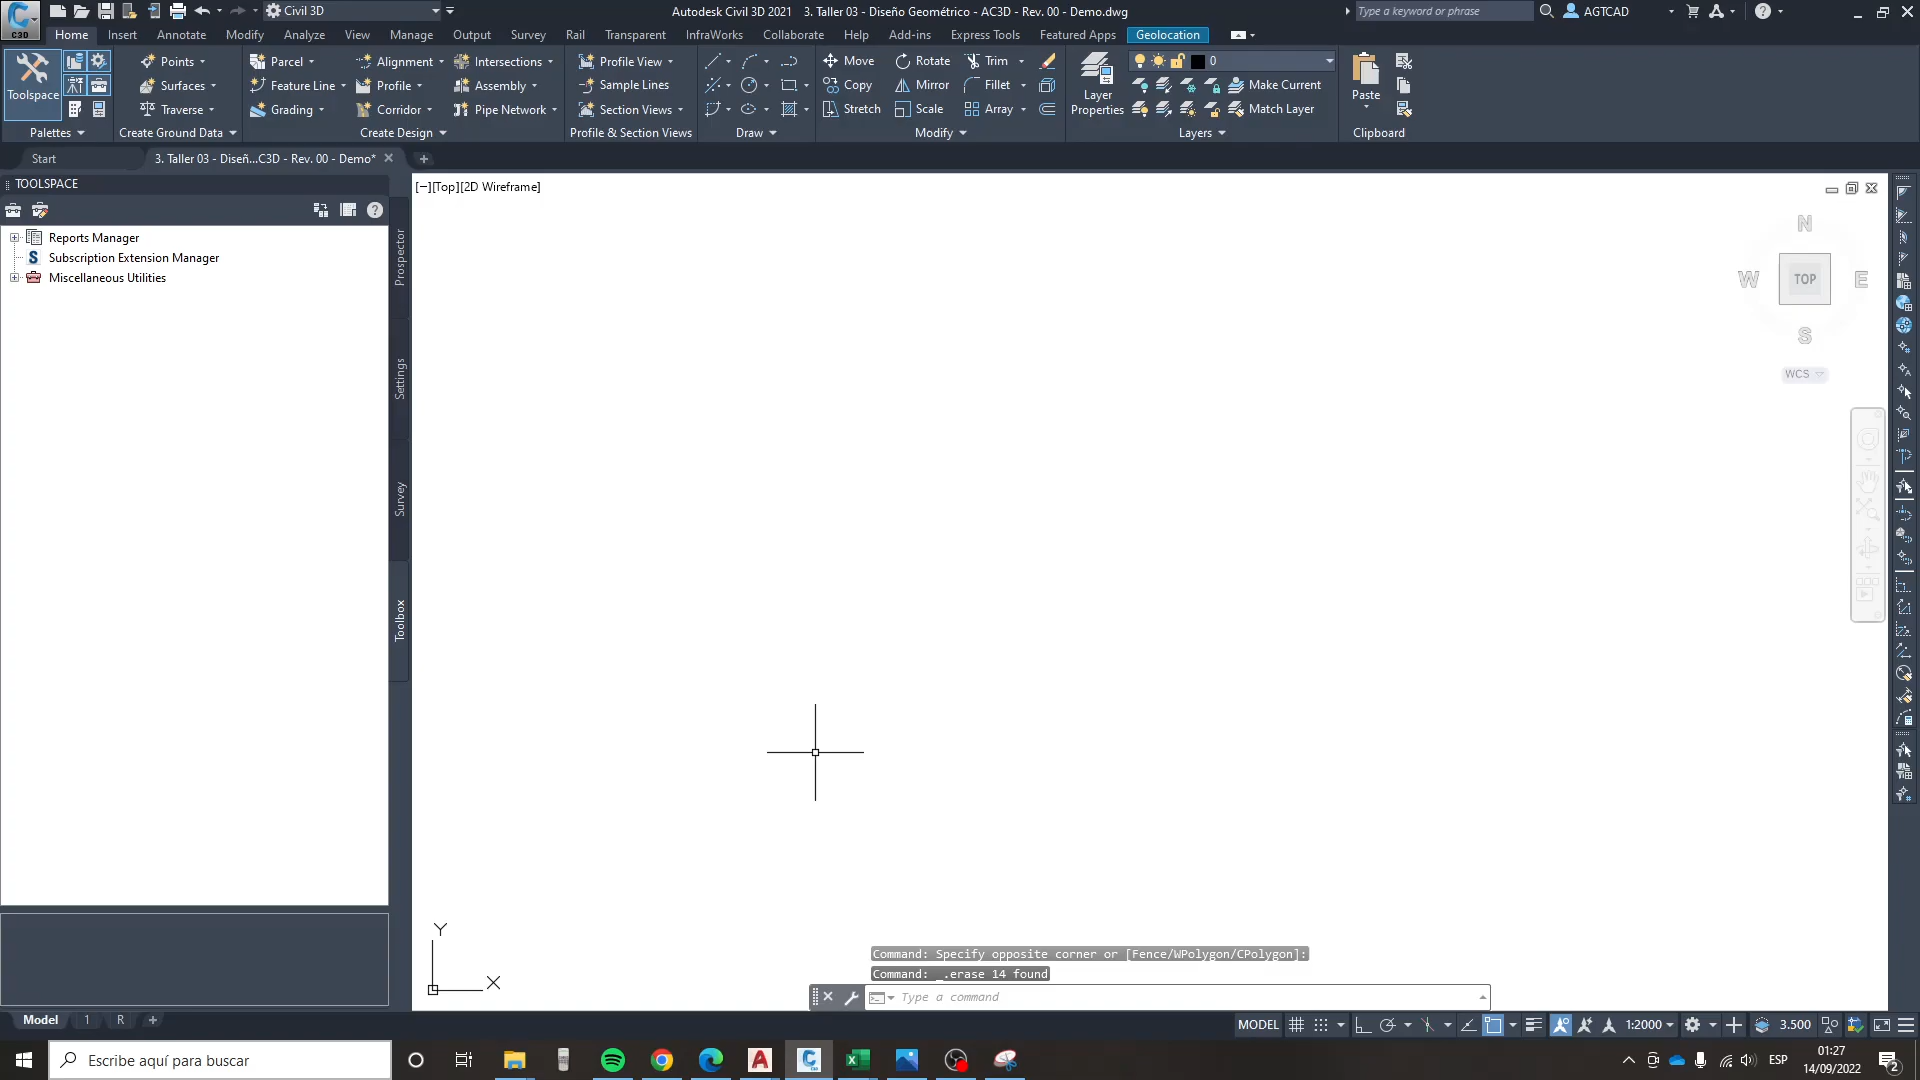 C3D
Civil 3D
Autodesk Civil 3D 2021   3. Taller 03 - Diseño Geométrico - AC3D - Rev. 00 - Demo.dwg
Type a keyword or phrase
AGTCAD
Home Insert Annotate Modify Analyze View Manage Output Survey Rail Transparent InfraWorks Collaborate Help Add-ins Express Tools Featured Apps Geolocation
Toolspace
Points
Surfaces
Traverse
Parcel
Feature Line
Grading
Alignment
Profile
Corridor
Intersections
Assembly
Pipe Network
Profile View
Sample Lines
Section Views
Move
Copy
Stretch
Rotate
Mirror
Scale
Trim
Fillet
Array
Layer
Properties
0
Make Current
Match Layer
Paste
Palettes
Create Ground Data
Create Design
Profile & Section Views
Draw
Modify
Layers
Clipboard
Start
3. Taller 03 - Diseñ...C3D - Rev. 00 - Demo*
TOOLSPACE
Reports Manager
Subscription Extension Manager
Miscellaneous Utilities
Prospector
Settings
Survey
Toolbox
[−][Top][2D Wireframe]
N
W
TOP
E
S
WCS
Y
X
Command: Specify opposite corner or [Fence/WPolygon/CPolygon]:
Command: _.erase 14 found
Type a command
Model
1
R
MODEL
1:2000
3.500
Escribe aquí para buscar
ESP
01:27
14/09/2022
2